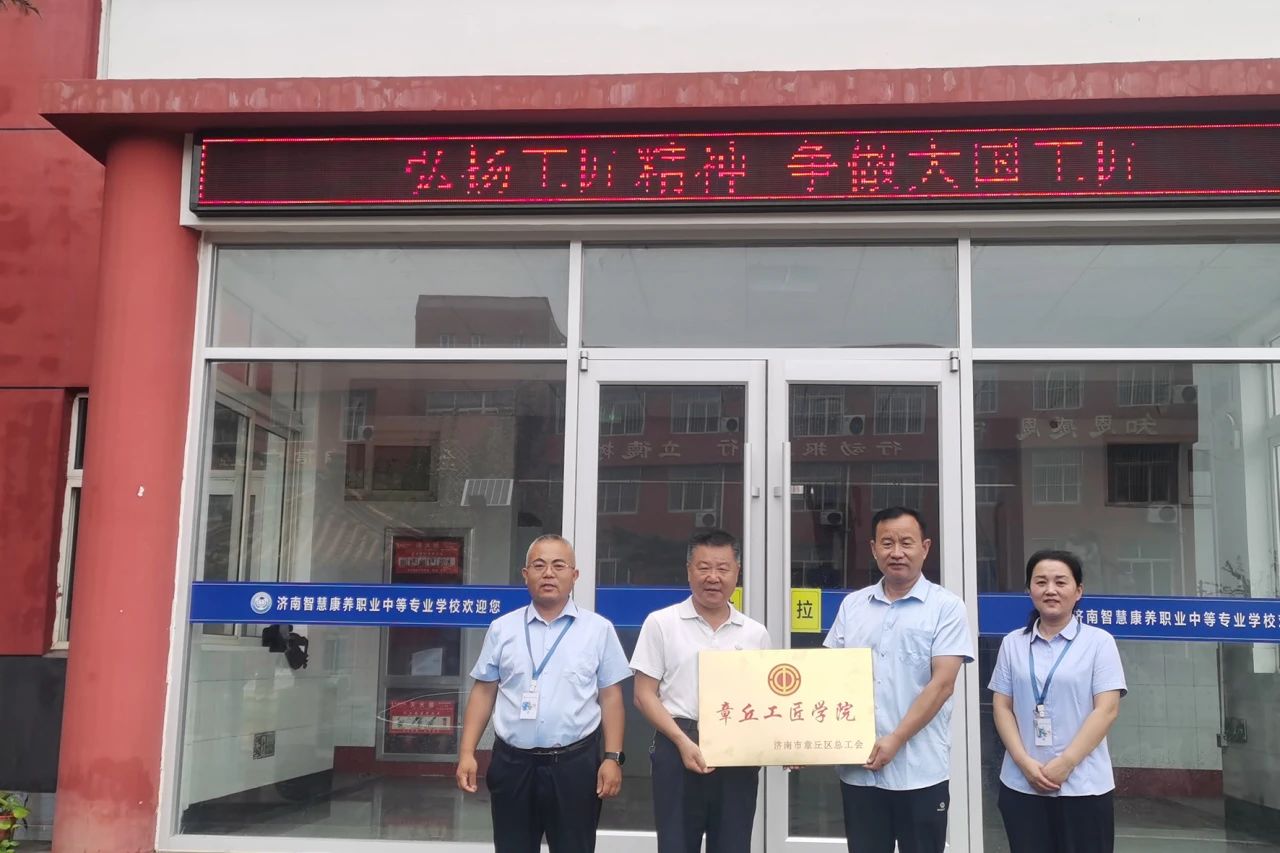 弘扬工匠精神 争做大国工匠
济南智慧康养职业中等专业学校欢迎您
拉
济南智慧康养职业中等专业学校欢
章丘工匠学院
济南市章丘区总工会